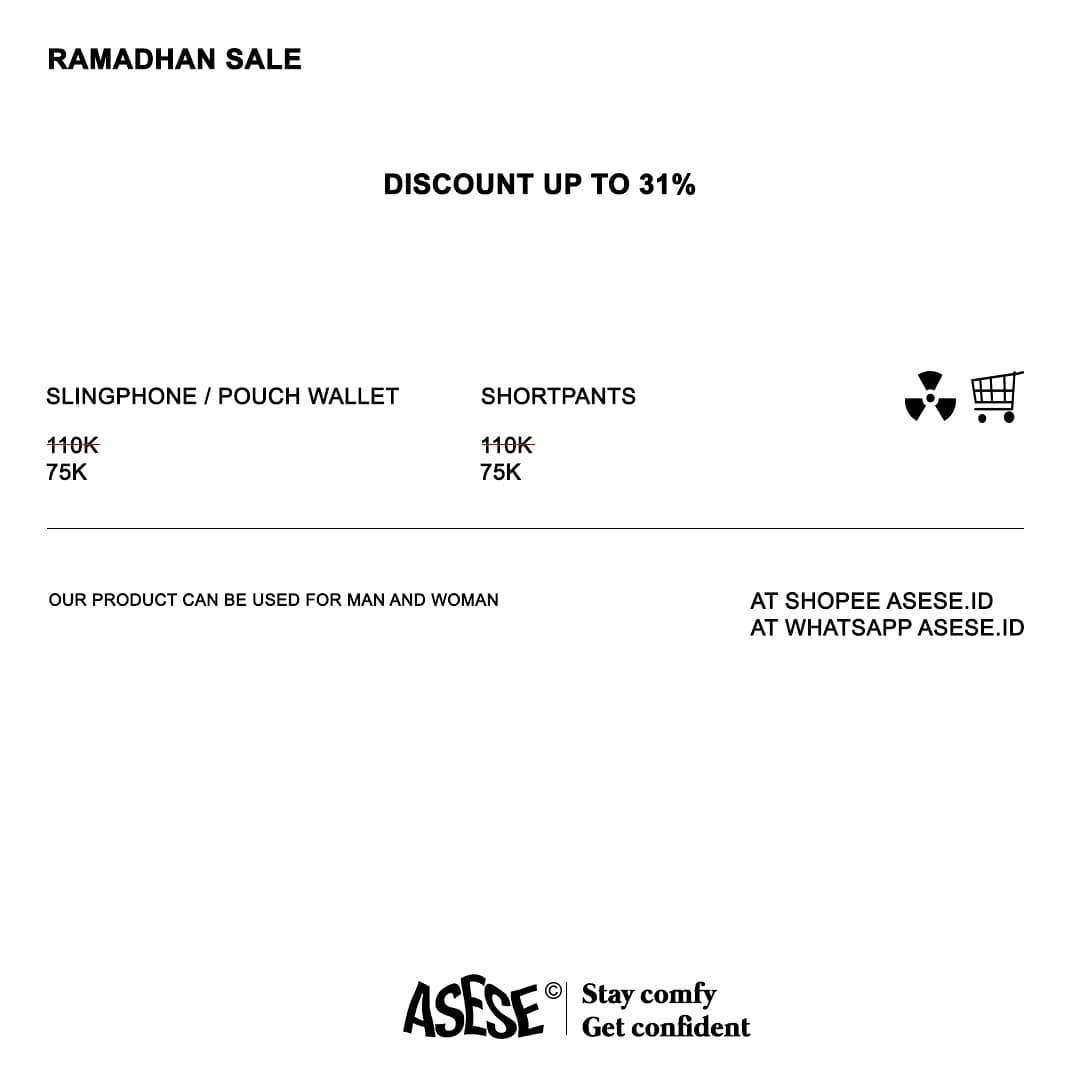 RAMADHAN SALE
DISCOUNT UP TO 31%
SLINGPHONE / POUCH WALLET
110K
75K
SHORTPANTS
110K
75K
OUR PRODUCT CAN BE USED FOR MAN AND WOMAN
AT SHOPEE ASESE.ID
AT WHATSAPP ASESE.ID
ASESE©
Stay comfy
Get confident